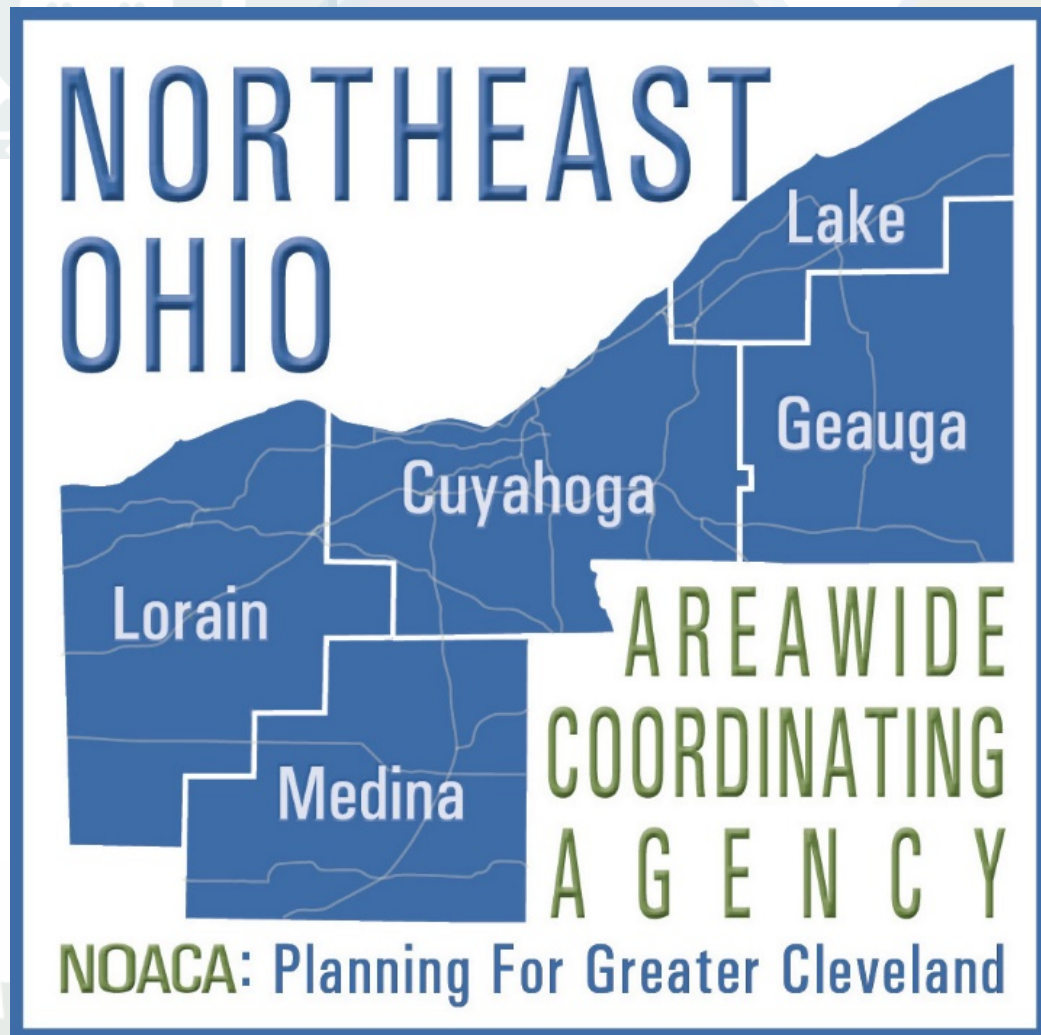 NORTHEAST
OHIO
Lake
Geauga
Cuyahoga
Lorain
Medina
AREAWIDE
COORDINATING
AGENCY
NOACA: Planning For Greater Cleveland